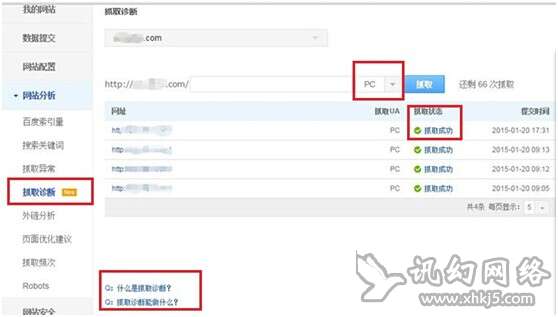 我的网站
数据提交
网站配置
网站分析
百度索引量
搜索关键词
抓取异常
抓取诊断 New
外链分析
页面优化建议
抓取频次
Robots
网站安全
抓取诊断
.com
http:// .com/ PC 抓取 还剩 66 次抓取
网址 抓取UA 抓取状态 提交时间
http: PC 抓取成功 2015-01-20 17:31
http: PC 抓取成功 2015-01-20 09:13
http: PC 抓取成功 2015-01-20 09:12
http: PC 抓取成功 2015-01-20 09:05
共4条 每页显示: 5
Q: 什么是抓取诊断?
Q: 抓取诊断能做什么?
讯幻网络
www.xhkj5.com